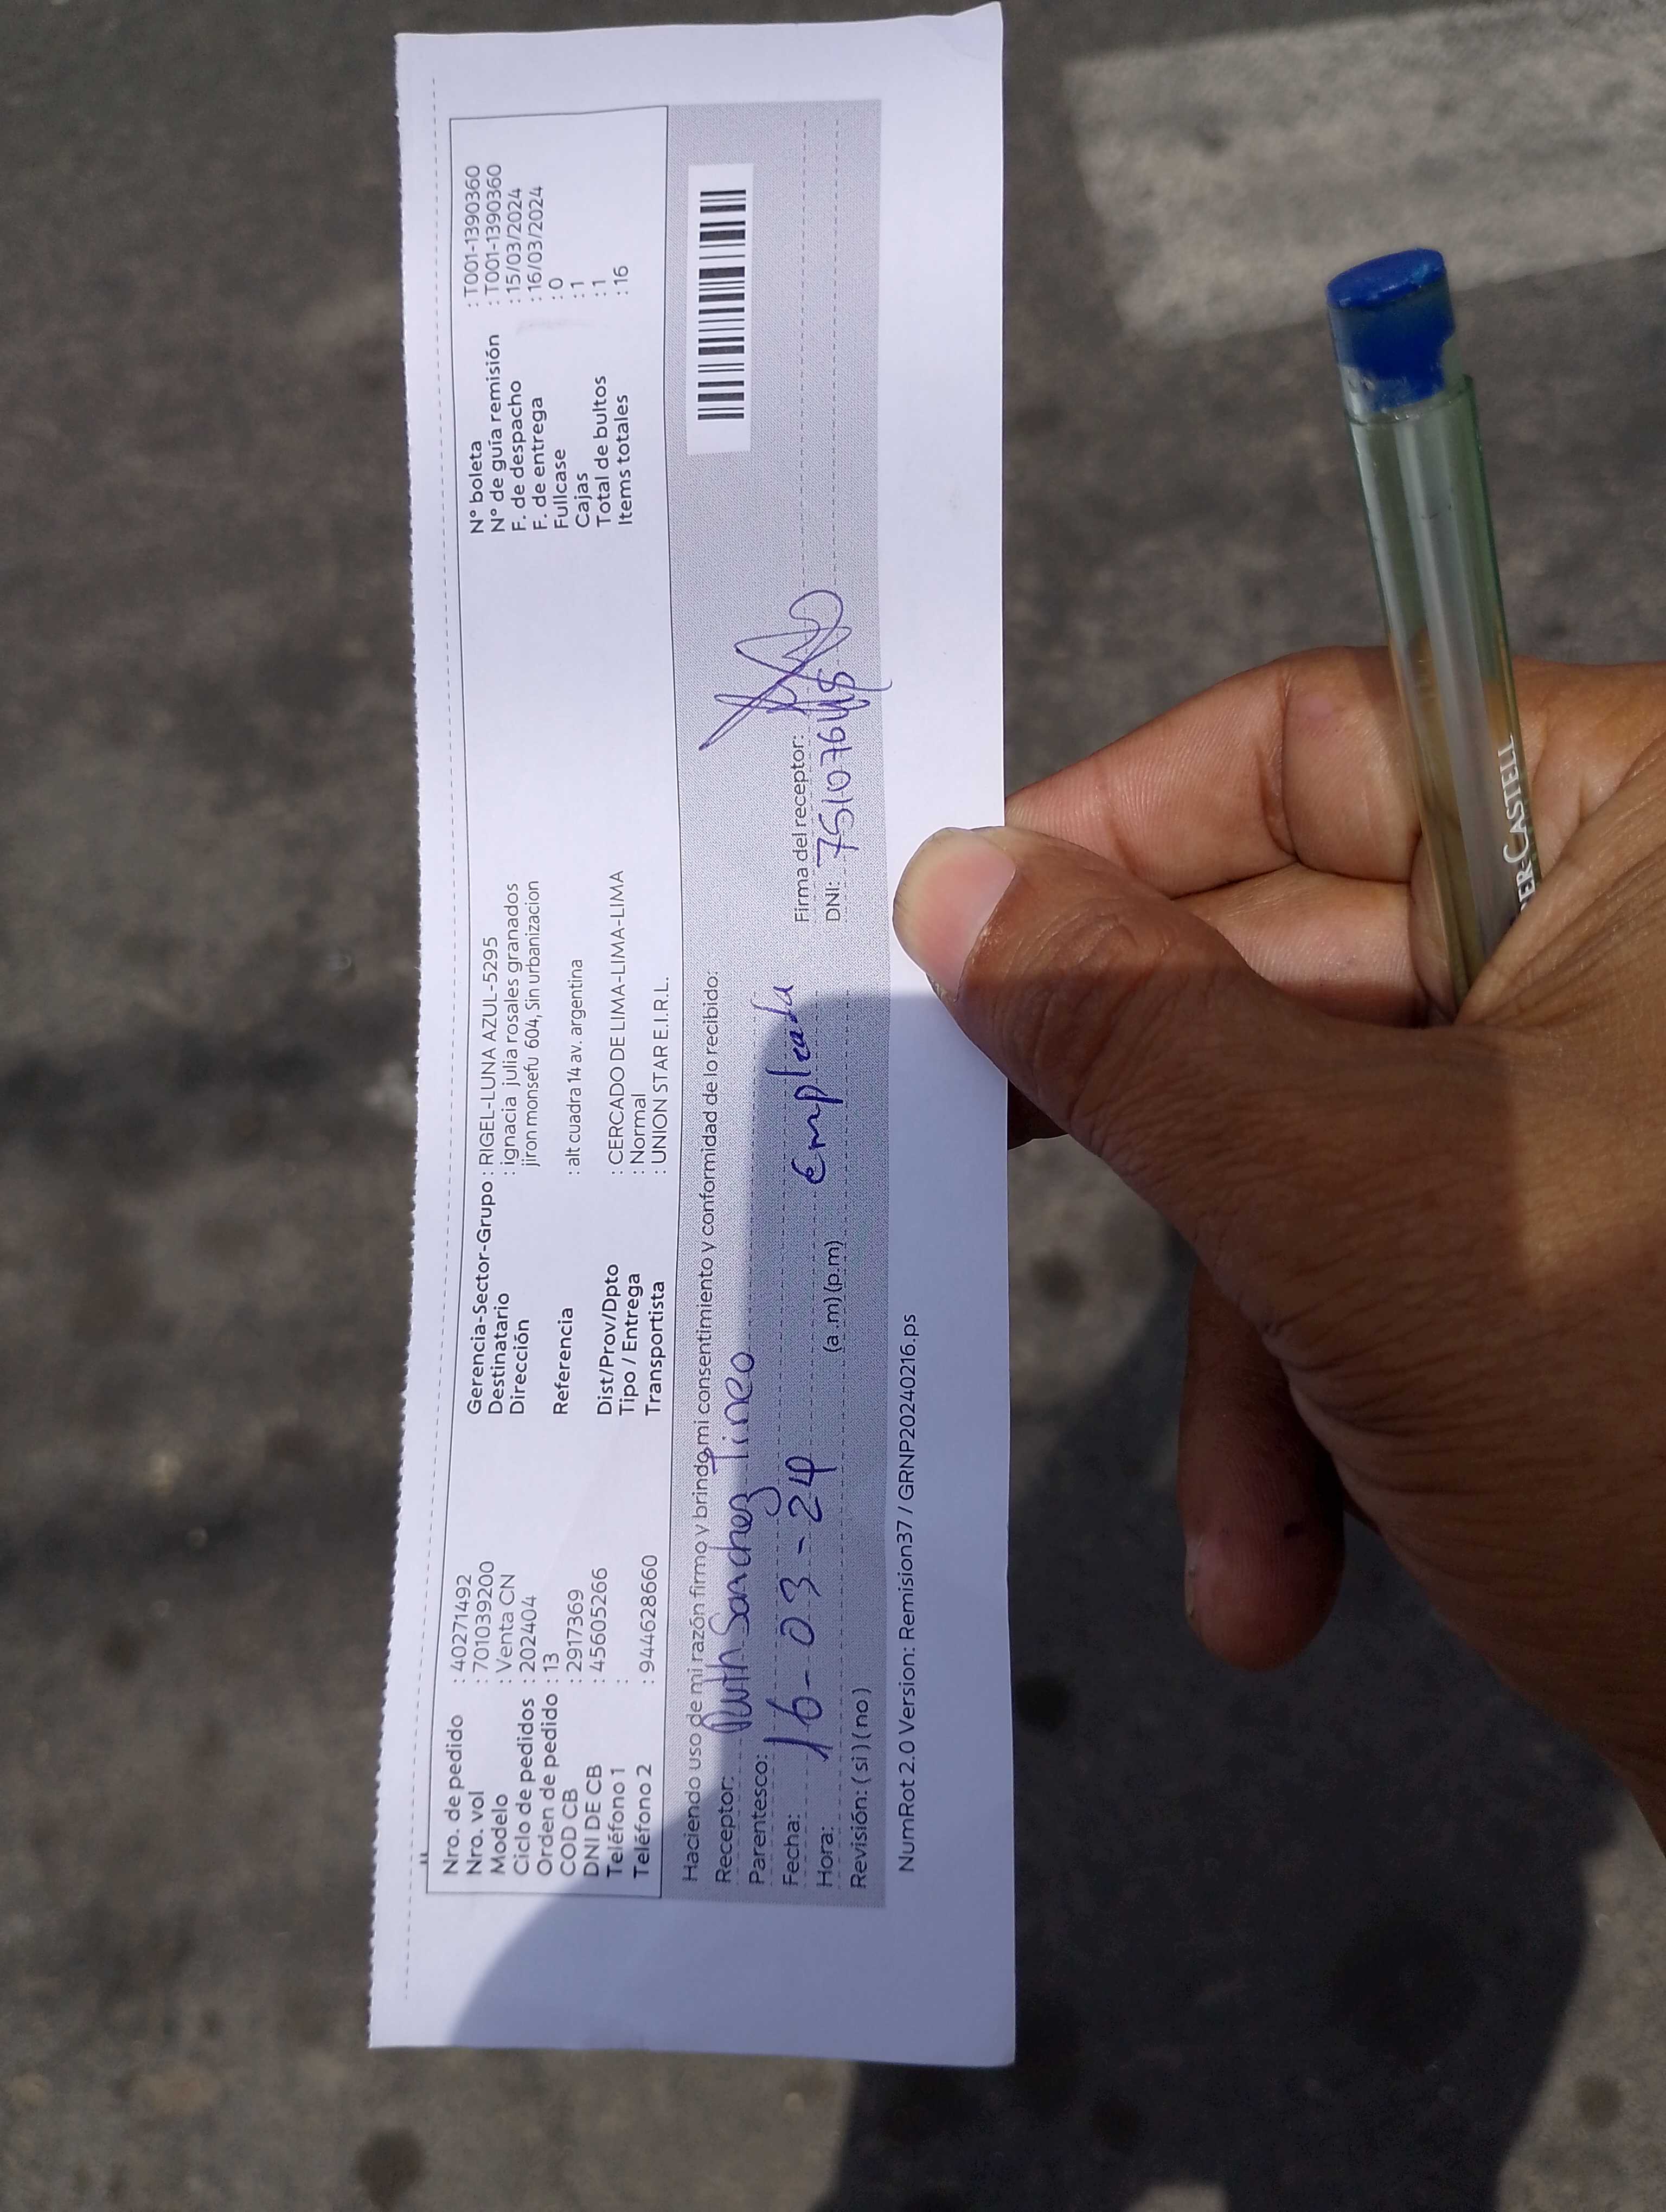 Nro. de pedido : 40271492
Nro. vol : 701039200
Modelo : Venta CN
Ciclo de pedidos : 202404
Orden de pedido : 13
COD CB : 2917369
DNI DE CB : 45605266
Teléfono 1 :
Teléfono 2 : 944628660
Gerencia-Sector-Grupo : RIGEL-LUNA AZUL-5295
Destinatario : ignacia julia rosales granados
Dirección jiron monsefu 604, Sin urbanizacion
Referencia : alt cuadra 14 av. argentina
Dist/Prov/Dpto : CERCADO DE LIMA-LIMA-LIMA
Tipo / Entrega : Normal
Transportista : UNION STAR E.I.R.L.
N° boleta : T001-1390360
N° de guía remisión : T001-1390360
F. de despacho : 15/03/2024
F. de entrega : 16/03/2024
Fullcase : 0
Cajas : 1
Total de bultos : 1
Items totales : 16
Haciendo uso de mi razón firmo y brindo mi consentimiento y conformidad de lo recibido:
Receptor: Ruth Sanchez Tineo
Parentesco:
Fecha: 16-03-24 Empleada
Hora: (a .m) (p.m)
Revisión: ( si ) ( no )
Firma del receptor:
DNI:
NumRot 2.0 Version: Remision37 / GRNP20240216.ps
ER-CASTELL